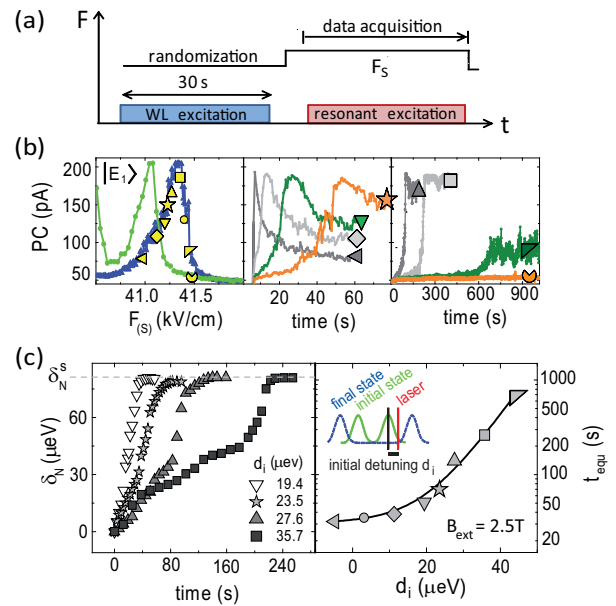 (a)
F
data acquisition
randomization
F_S
30 s
WL excitation
resonant excitation
t
(b)
|E₁⟩
PC (pA)
200
150
100
50
41.0 41.5
F_(S) (kV/cm)
20 40 60
time (s)
0 300 600 900
time (s)
(c)
δ_N^S
δ_N (μeV)
80
40
0
d_i (μev)
19.4
23.5
27.6
35.7
0 80 160 240
time (s)
final state
initial state
laser
initial detuning d_i
B_ext = 2.5T
0 20 40
d_i (μeV)
1000
500
200
100
50
t_equ (s)